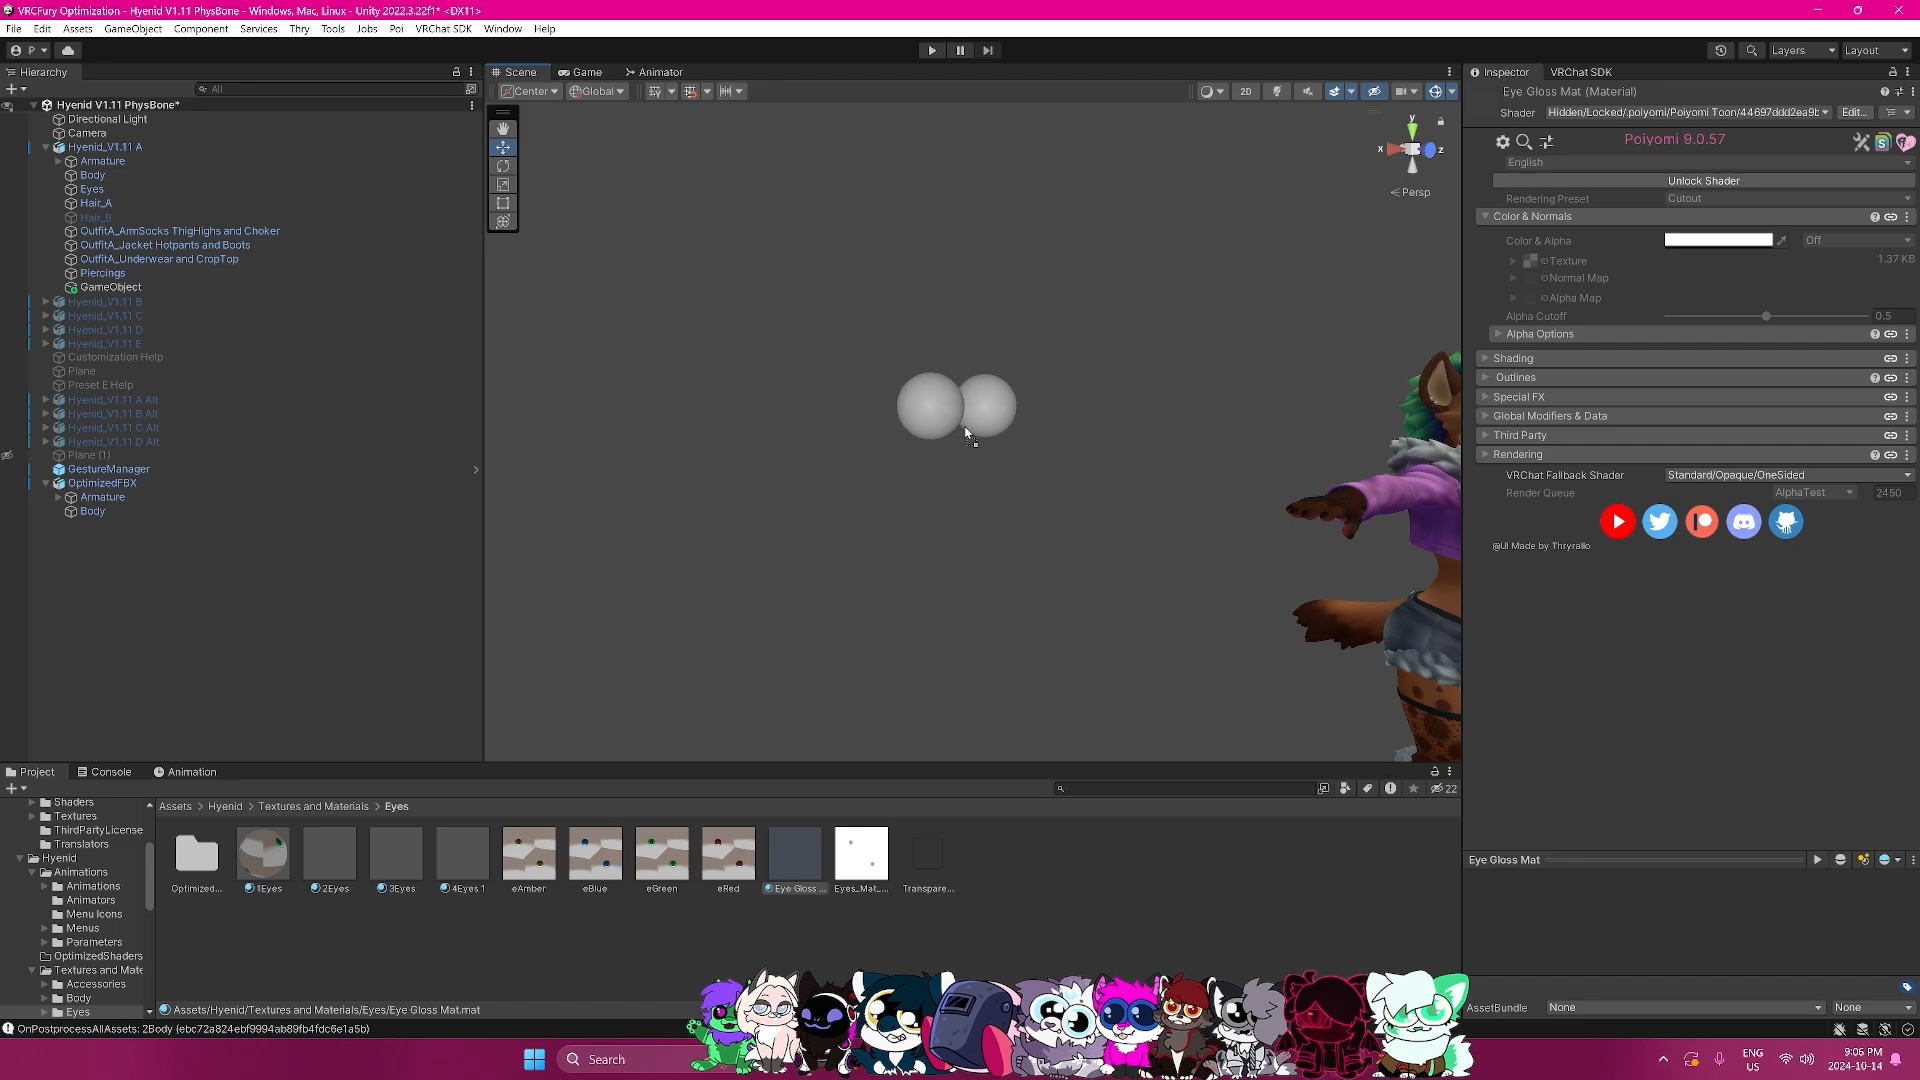 VRCFury Optimization - Hyenid V1.11 PhysBone - Windows, Mac, Linux - Unity 2022.3.22f1* <DX11>
File Edit Assets GameObject Component Services Thry Tools Jobs Poi VRChat SDK Window Help
P Layers Layout
Hierarchy
All
Hyenid V1.11 PhysBone*
Directional Light
Camera
Hyenid_V1.11 A
Armature
Body
Eyes
Hair_A
Hair_B
OutfitA_ArmSocks ThigHighs and Choker
OutfitA_Jacket Hotpants and Boots
OutfitA_Underwear and CropTop
Piercings
GameObject
Hyenid_V1.11 B
Hyenid_V1.11 C
Hyenid_V1.11 D
Hyenid_V1.11 E
Customization Help
Plane
Preset E Help
Hyenid_V1.11 A Alt
Hyenid_V1.11 B Alt
Hyenid_V1.11 C Alt
Hyenid_V1.11 D Alt
Plane (1)
GestureManager
OptimizedFBX
Armature
Body
Scene Game Animator
Center Global 2D
y
x z
Persp
Inspector VRChat SDK
Eye Gloss Mat (Material)
Shader Hidden/Locked/.poiyomi/Poiyomi Toon/44697ddd2ea9b Edit...
Poiyomi 9.0.57
English
Unlock Shader
Rendering Preset Cutout
Color & Normals
Color & Alpha Off
Texture 1.37 KB
Normal Map
Alpha Map
Alpha Cutoff 0.5
Alpha Options
Shading
Outlines
Special FX
Global Modifiers & Data
Third Party
Rendering
VRChat Fallback Shader Standard/Opaque/OneSided
Render Queue AlphaTest 2450
@UI Made by Thryrallo
Eye Gloss Mat
AssetBundle None None
Project Console Animation
22
Shaders
Textures
ThirdPartyLicense
Translators
Hyenid
Animations
Animations
Animators
Menu Icons
Menus
Parameters
OptimizedShaders
Textures and Mate
Accessories
Body
Eyes
Assets > Hyenid > Textures and Materials > Eyes
Optimized... 1Eyes 2Eyes 3Eyes 4Eyes 1 eAmber eBlue eGreen eRed Eye Gloss ... Eyes_Mat_... Transpare...
Assets/Hyenid/Textures and Materials/Eyes/Eye Gloss Mat.mat
OnPostprocessAllAssets: 2Body {ebc72a824ebf9994ab89fb4fdc6e1a5b}
Search
ENG
US
9:06 PM
2024-10-14